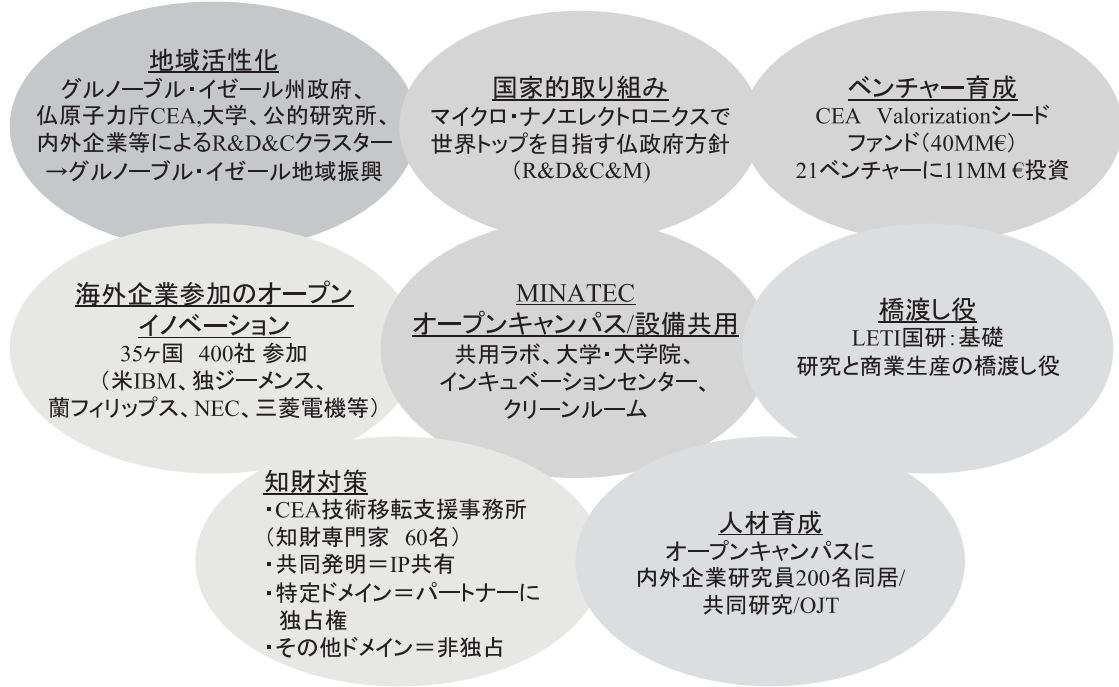 地域活性化
グルノーブル・イゼール州政府、
仏原子力庁CEA,大学、公的研究所、
内外企業等によるR&D&Cクラスター
→グルノーブル・イゼール地域振興
国家的取り組み
マイクロ・ナノエレクトロニクスで
世界トップを目指す仏政府方針
(R&D&C&M)
ベンチャー育成
CEA Valorizationシード
ファンド(40MM€)
21ベンチャーに11MM €投資
海外企業参加のオープン
イノベーション
35ヶ国 400社 参加
(米IBM、独ジーメンス、
蘭フィリップス、NEC、三菱電機等)
MINATEC
オープンキャンパス/設備共用
共用ラボ、大学・大学院、
インキュベーションセンター、
クリーンルーム
橋渡し役
LETI国研:基礎
研究と商業生産の橋渡し役
知財対策
・CEA技術移転支援事務所
(知財専門家 60名)
・共同発明=IP共有
・特定ドメイン=パートナーに
独占権
・その他ドメイン=非独占
人材育成
オープンキャンパスに
内外企業研究員200名同居/
共同研究/OJT